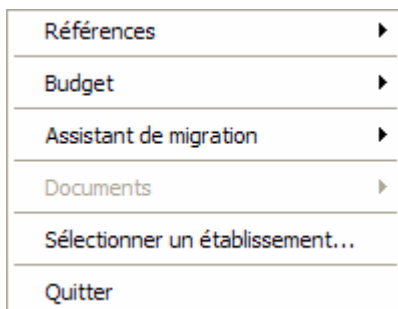 Références
Budget
Assistant de migration
Documents
Sélectionner un établissement...
Quitter